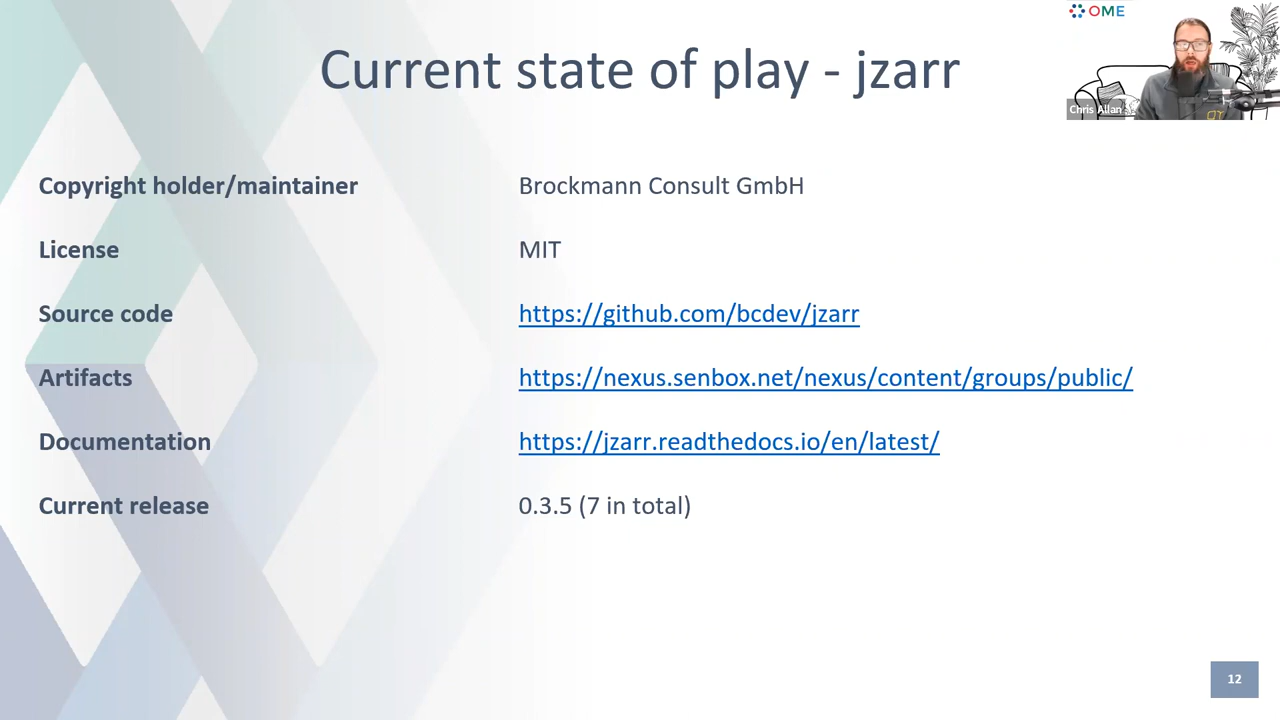 OME
Current state of play - jzarr
Chris Allan
Copyright holder/maintainer Brockmann Consult GmbH
License MIT
Source code https://github.com/bcdev/jzarr
Artifacts https://nexus.senbox.net/nexus/content/groups/public/
Documentation https://jzarr.readthedocs.io/en/latest/
Current release 0.3.5 (7 in total)
12